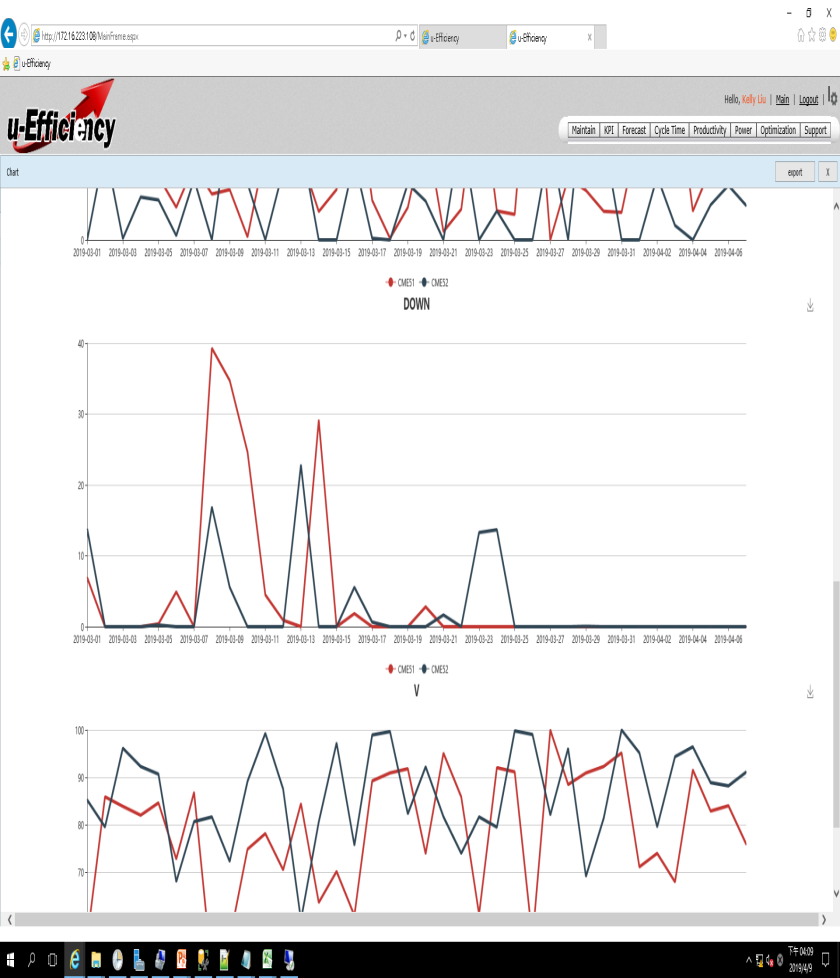 http://172.16.223.108/MainFrame.aspx
u-Efficiency
u-Efficiency
X
u-Efficiency
u-Efficiency
Hello, Kelly Liu | Main | Logout |
Maintain | KPI | Forecast | Cycle Time | Productivity | Power | Optimization | Support
Chart
export
X
0
2019-03-01 2019-03-03 2019-03-05 2019-03-07 2019-03-09 2019-03-11 2019-03-13 2019-03-15 2019-03-17 2019-03-19 2019-03-21 2019-03-23 2019-03-25 2019-03-27 2019-03-29 2019-03-31 2019-04-02 2019-04-04 2019-04-06
CME51 CME52
DOWN
40
30
20
10
0
2019-03-01 2019-03-03 2019-03-05 2019-03-07 2019-03-09 2019-03-11 2019-03-13 2019-03-15 2019-03-17 2019-03-19 2019-03-21 2019-03-23 2019-03-25 2019-03-27 2019-03-29 2019-03-31 2019-04-02 2019-04-04 2019-04-06
CME51 CME52
V
100
90
80
70
下午 04:09
2019/4/9